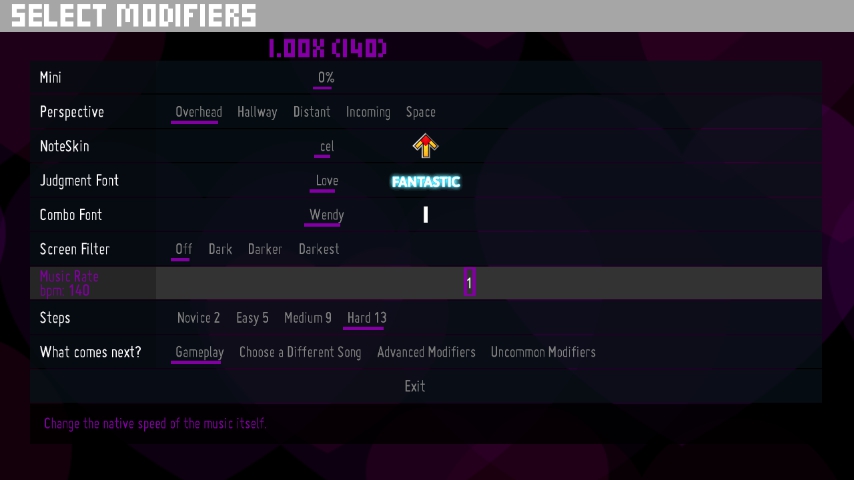 SELECT MODIFIERS
1.00X (140)
Mini 0%
Perspective Overhead Hallway Distant Incoming Space
NoteSkin cel
Judgment Font Love FANTASTIC
Combo Font Wendy 1
Screen Filter Off Dark Darker Darkest
Music Rate
bpm: 140
1
Steps Novice 2 Easy 5 Medium 9 Hard 13
What comes next? Gameplay Choose a Different Song Advanced Modifiers Uncommon Modifiers
Exit
Change the native speed of the music itself.